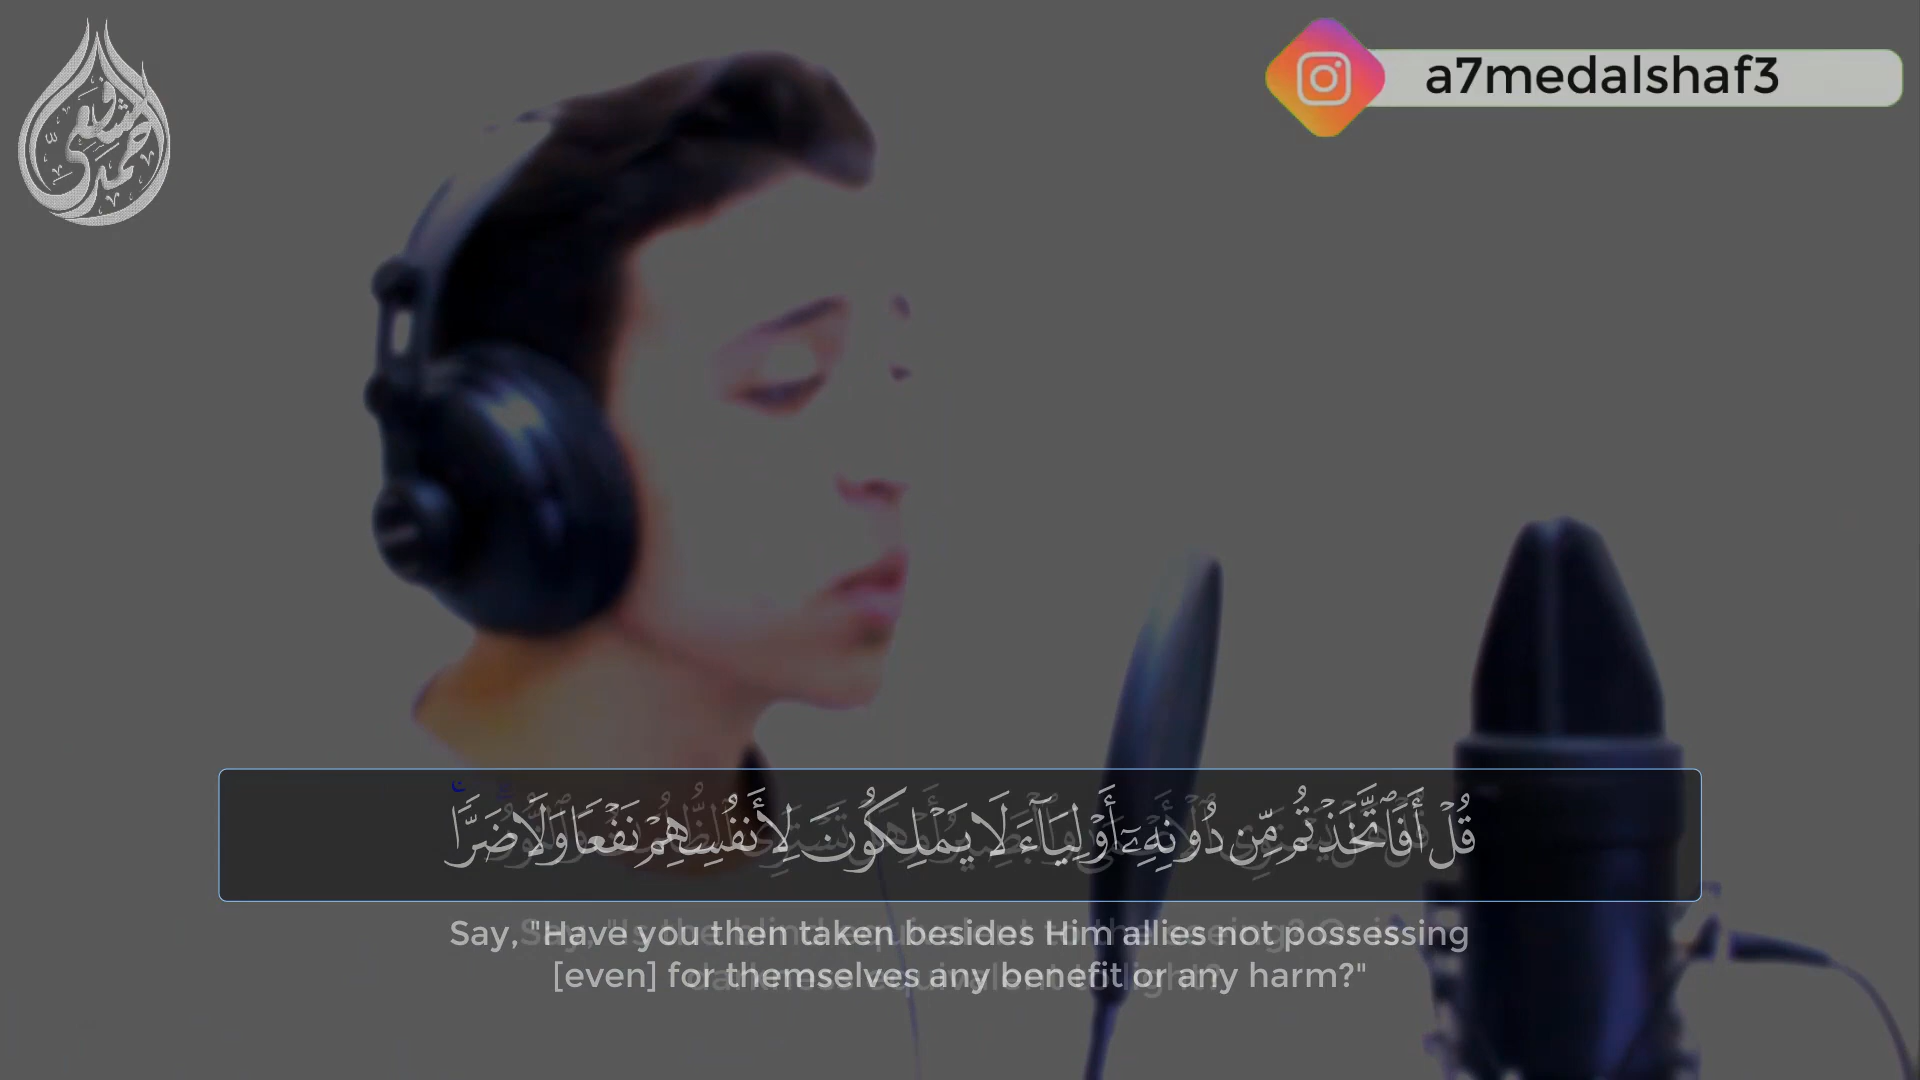 a7medalshaf3
قُلْ أَفَٱتَّخَذْتُم مِّن دُونِهِۦٓ أَوْلِيَآءَ لَا يَمْلِكُونَ لِأَنفُسِهِمْ نَفْعًا وَلَا ضَرًّا
Say, "Have you then taken besides Him allies not possessing
[even] for themselves any benefit or any harm?"